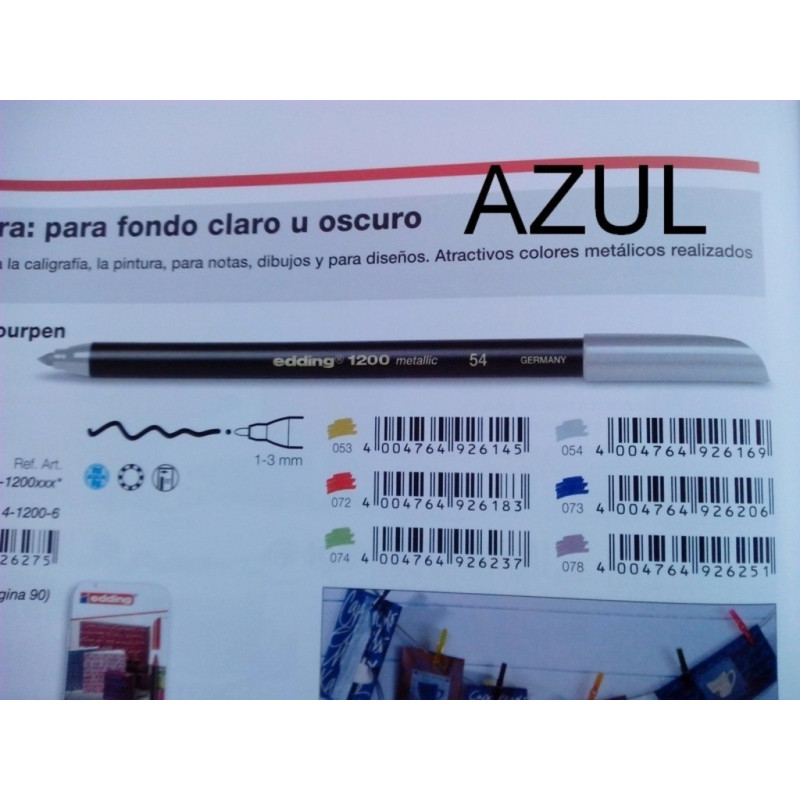 AZUL
ra: para fondo claro u oscuro
a la caligrafía, la pintura, para notas, dibujos y para diseños. Atractivos colores metálicos realizados
ourpen
edding® 1200 metallic 54 GERMANY
1-3 mm
Ref. Art.
-1200xxx*
4-1200-6
26275
gina 90)
053 4 004764 926145
054 4 004764 926169
072 4 004764 926183
073 4 004764 926206
074 4 004764 926237
078 4 004764 926251
edding